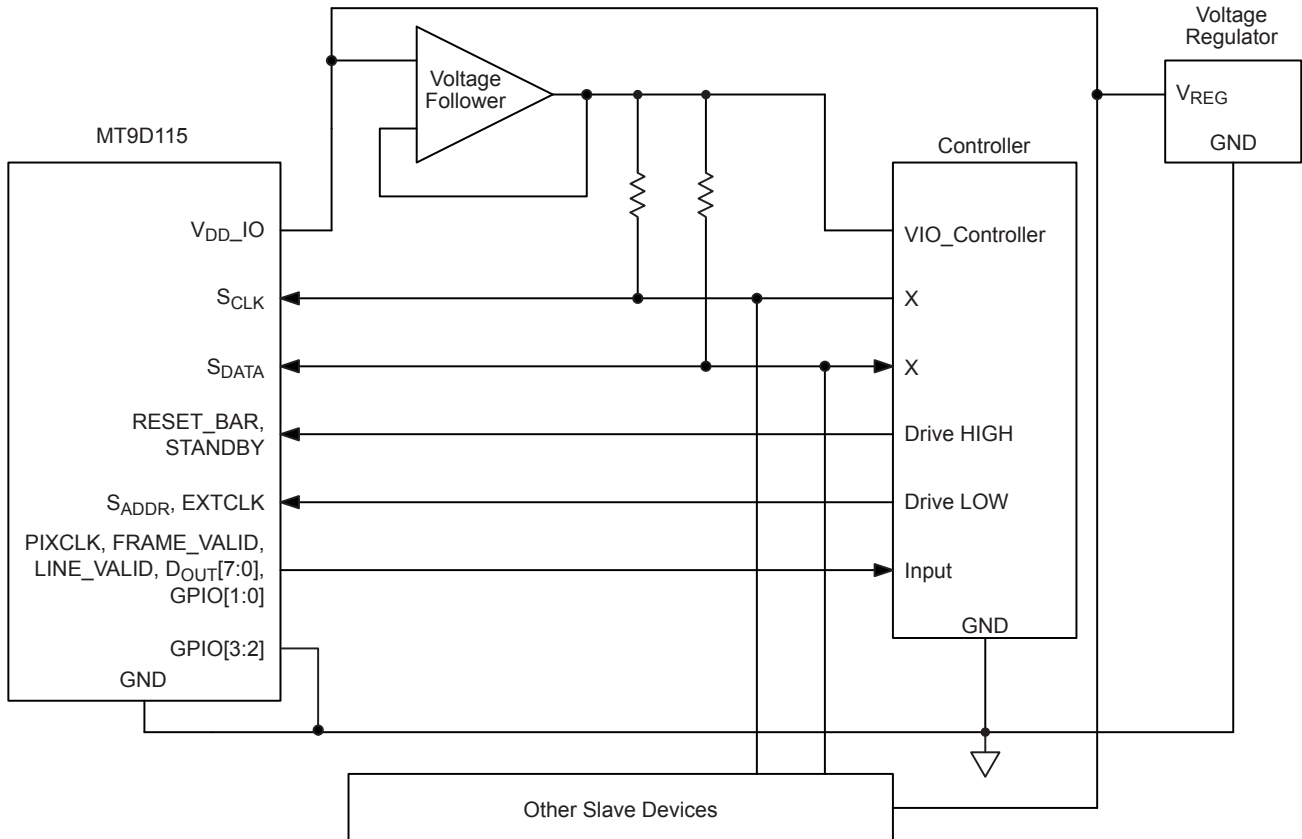 Voltage
Regulator
V_REG
GND
Voltage
Follower
MT9D115
Controller
V_DD_IO
VIO_Controller
S_CLK
X
S_DATA
X
RESET_BAR,
STANDBY
Drive HIGH
S_ADDR, EXTCLK
Drive LOW
PIXCLK, FRAME_VALID,
LINE_VALID, D_OUT[7:0],
GPIO[1:0]
Input
GND
GPIO[3:2]
GND
Other Slave Devices